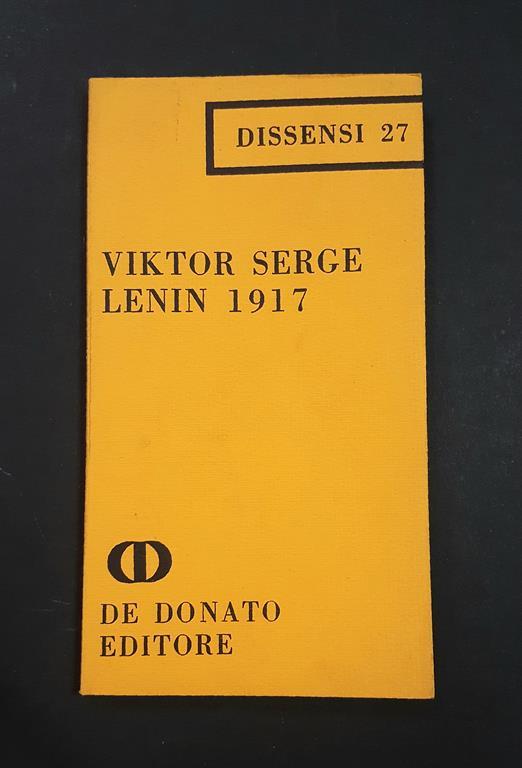 DISSENSI 27
VIKTOR SERGE
LENIN 1917
DE DONATO
EDITORE